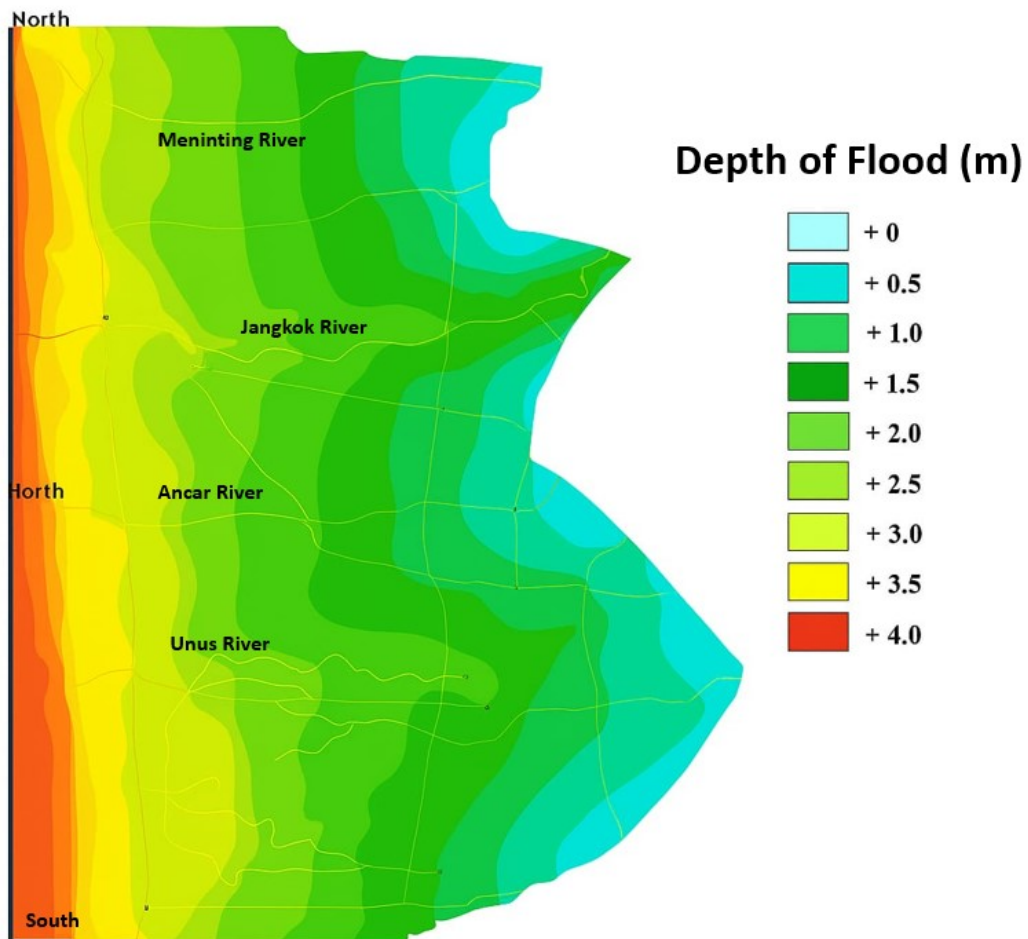 North
Meninting River
Depth of Flood (m)
+ 0
+ 0.5
+ 1.0
+ 1.5
+ 2.0
+ 2.5
+ 3.0
+ 3.5
+ 4.0
Jangkok River
Horth
Ancar River
Unus River
South